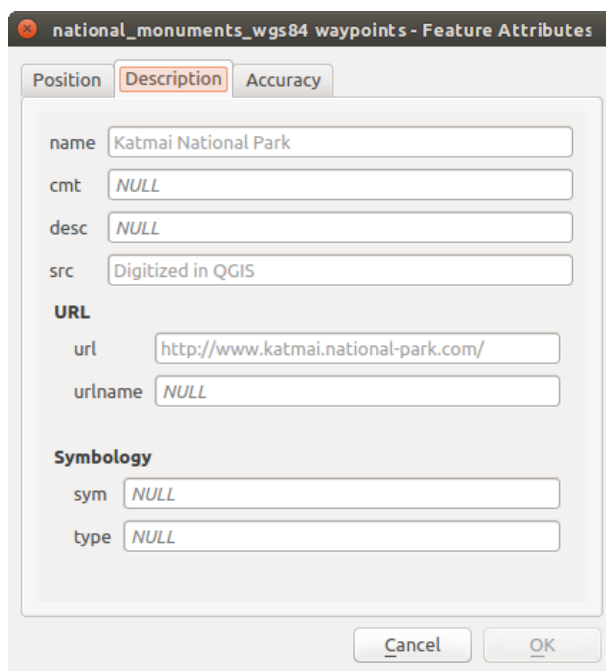 national_monuments_wgs84 waypoints - Feature Attributes
Position Description Accuracy
name Katmai National Park
cmt NULL
desc NULL
src Digitized in QGIS
URL
url http://www.katmai.national-park.com/
urlname NULL
Symbology
sym NULL
type NULL
Cancel OK